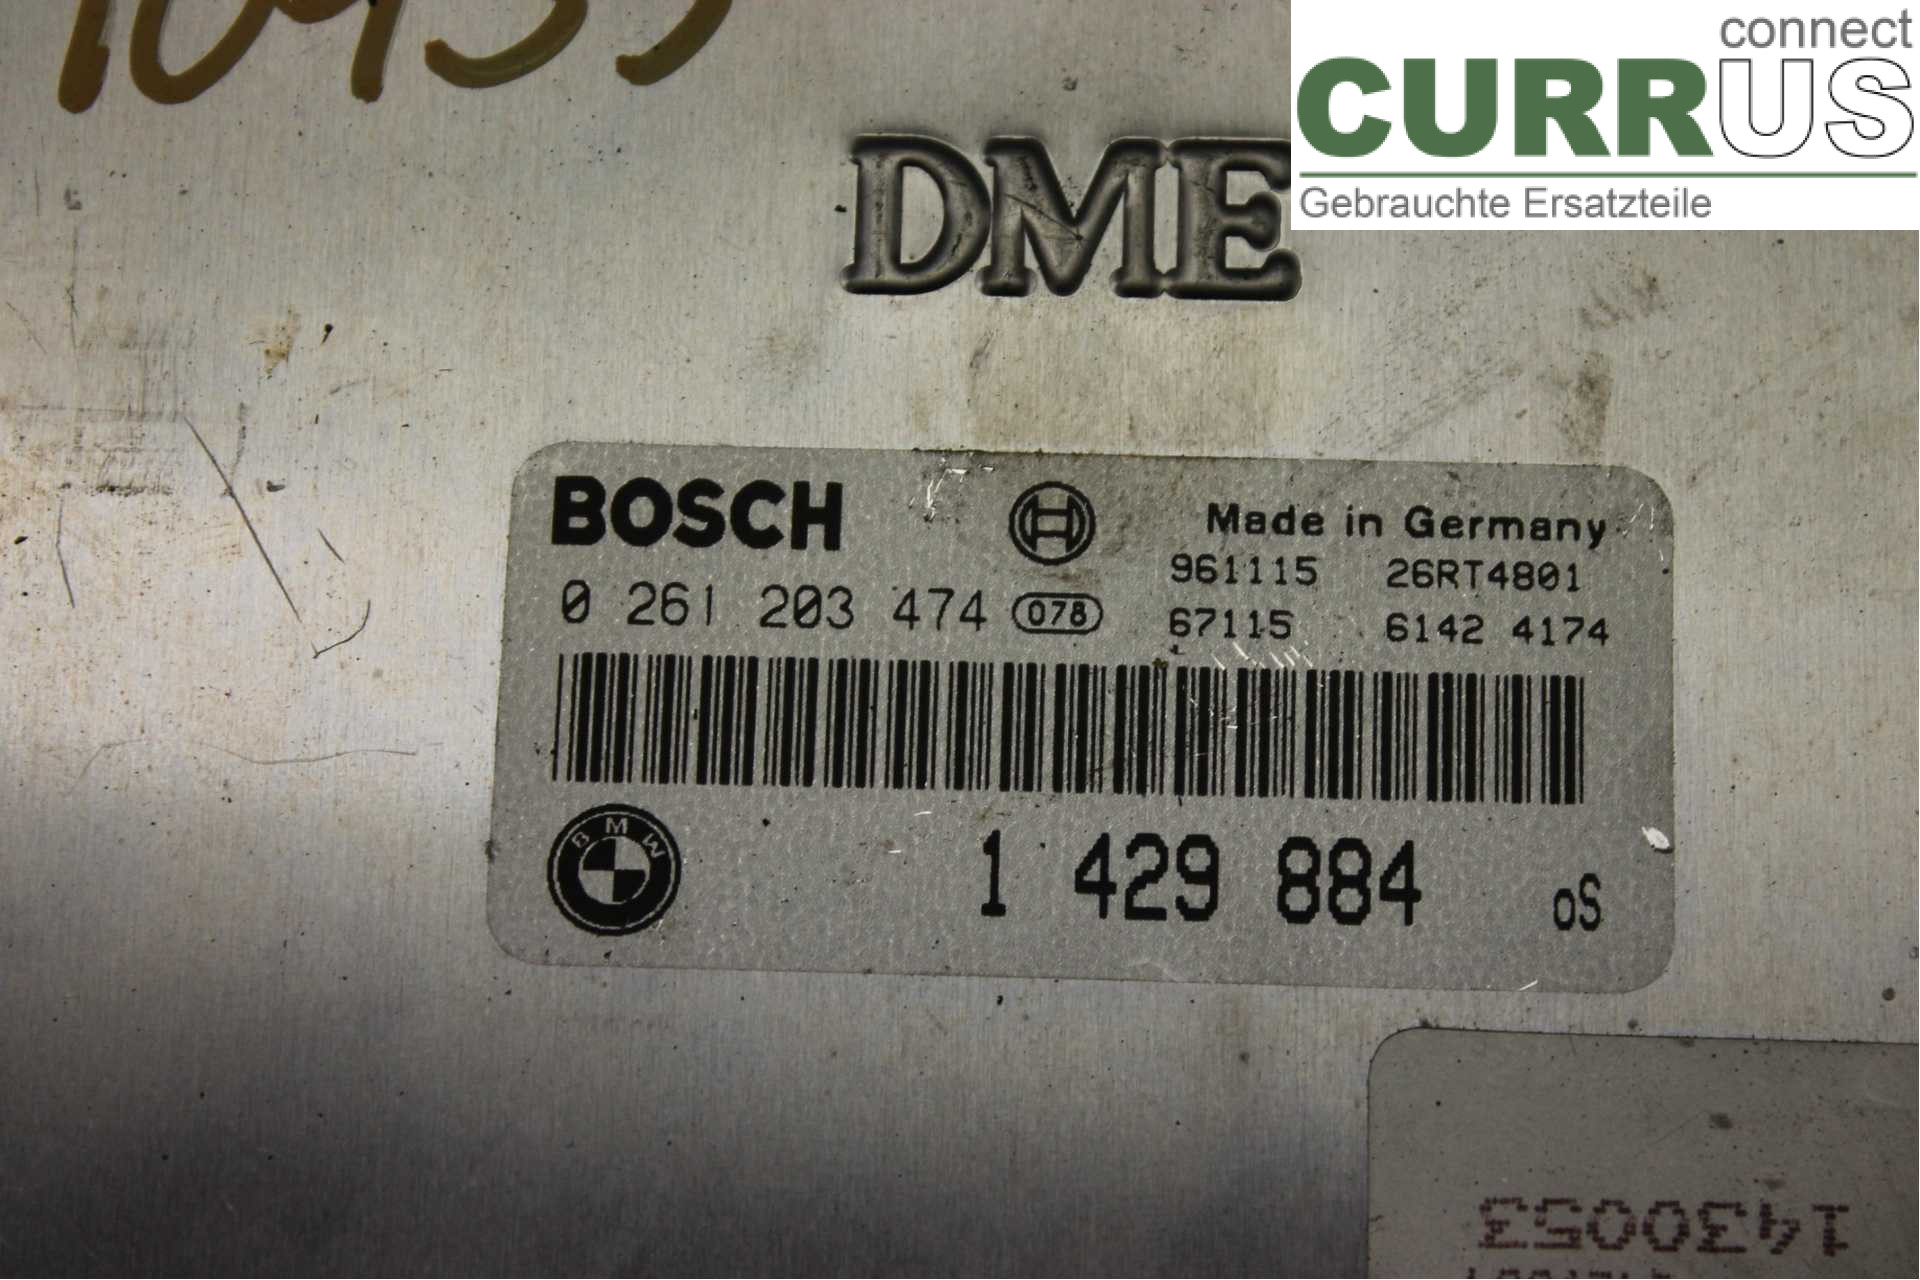 connect
CURRUS
Gebrauchte Ersatzteile
DME
BOSCH
Made in Germany
961115 26RT4801
0 261 203 474 078
67115 6142 4174
BMW
1 429 884 oS
1430053